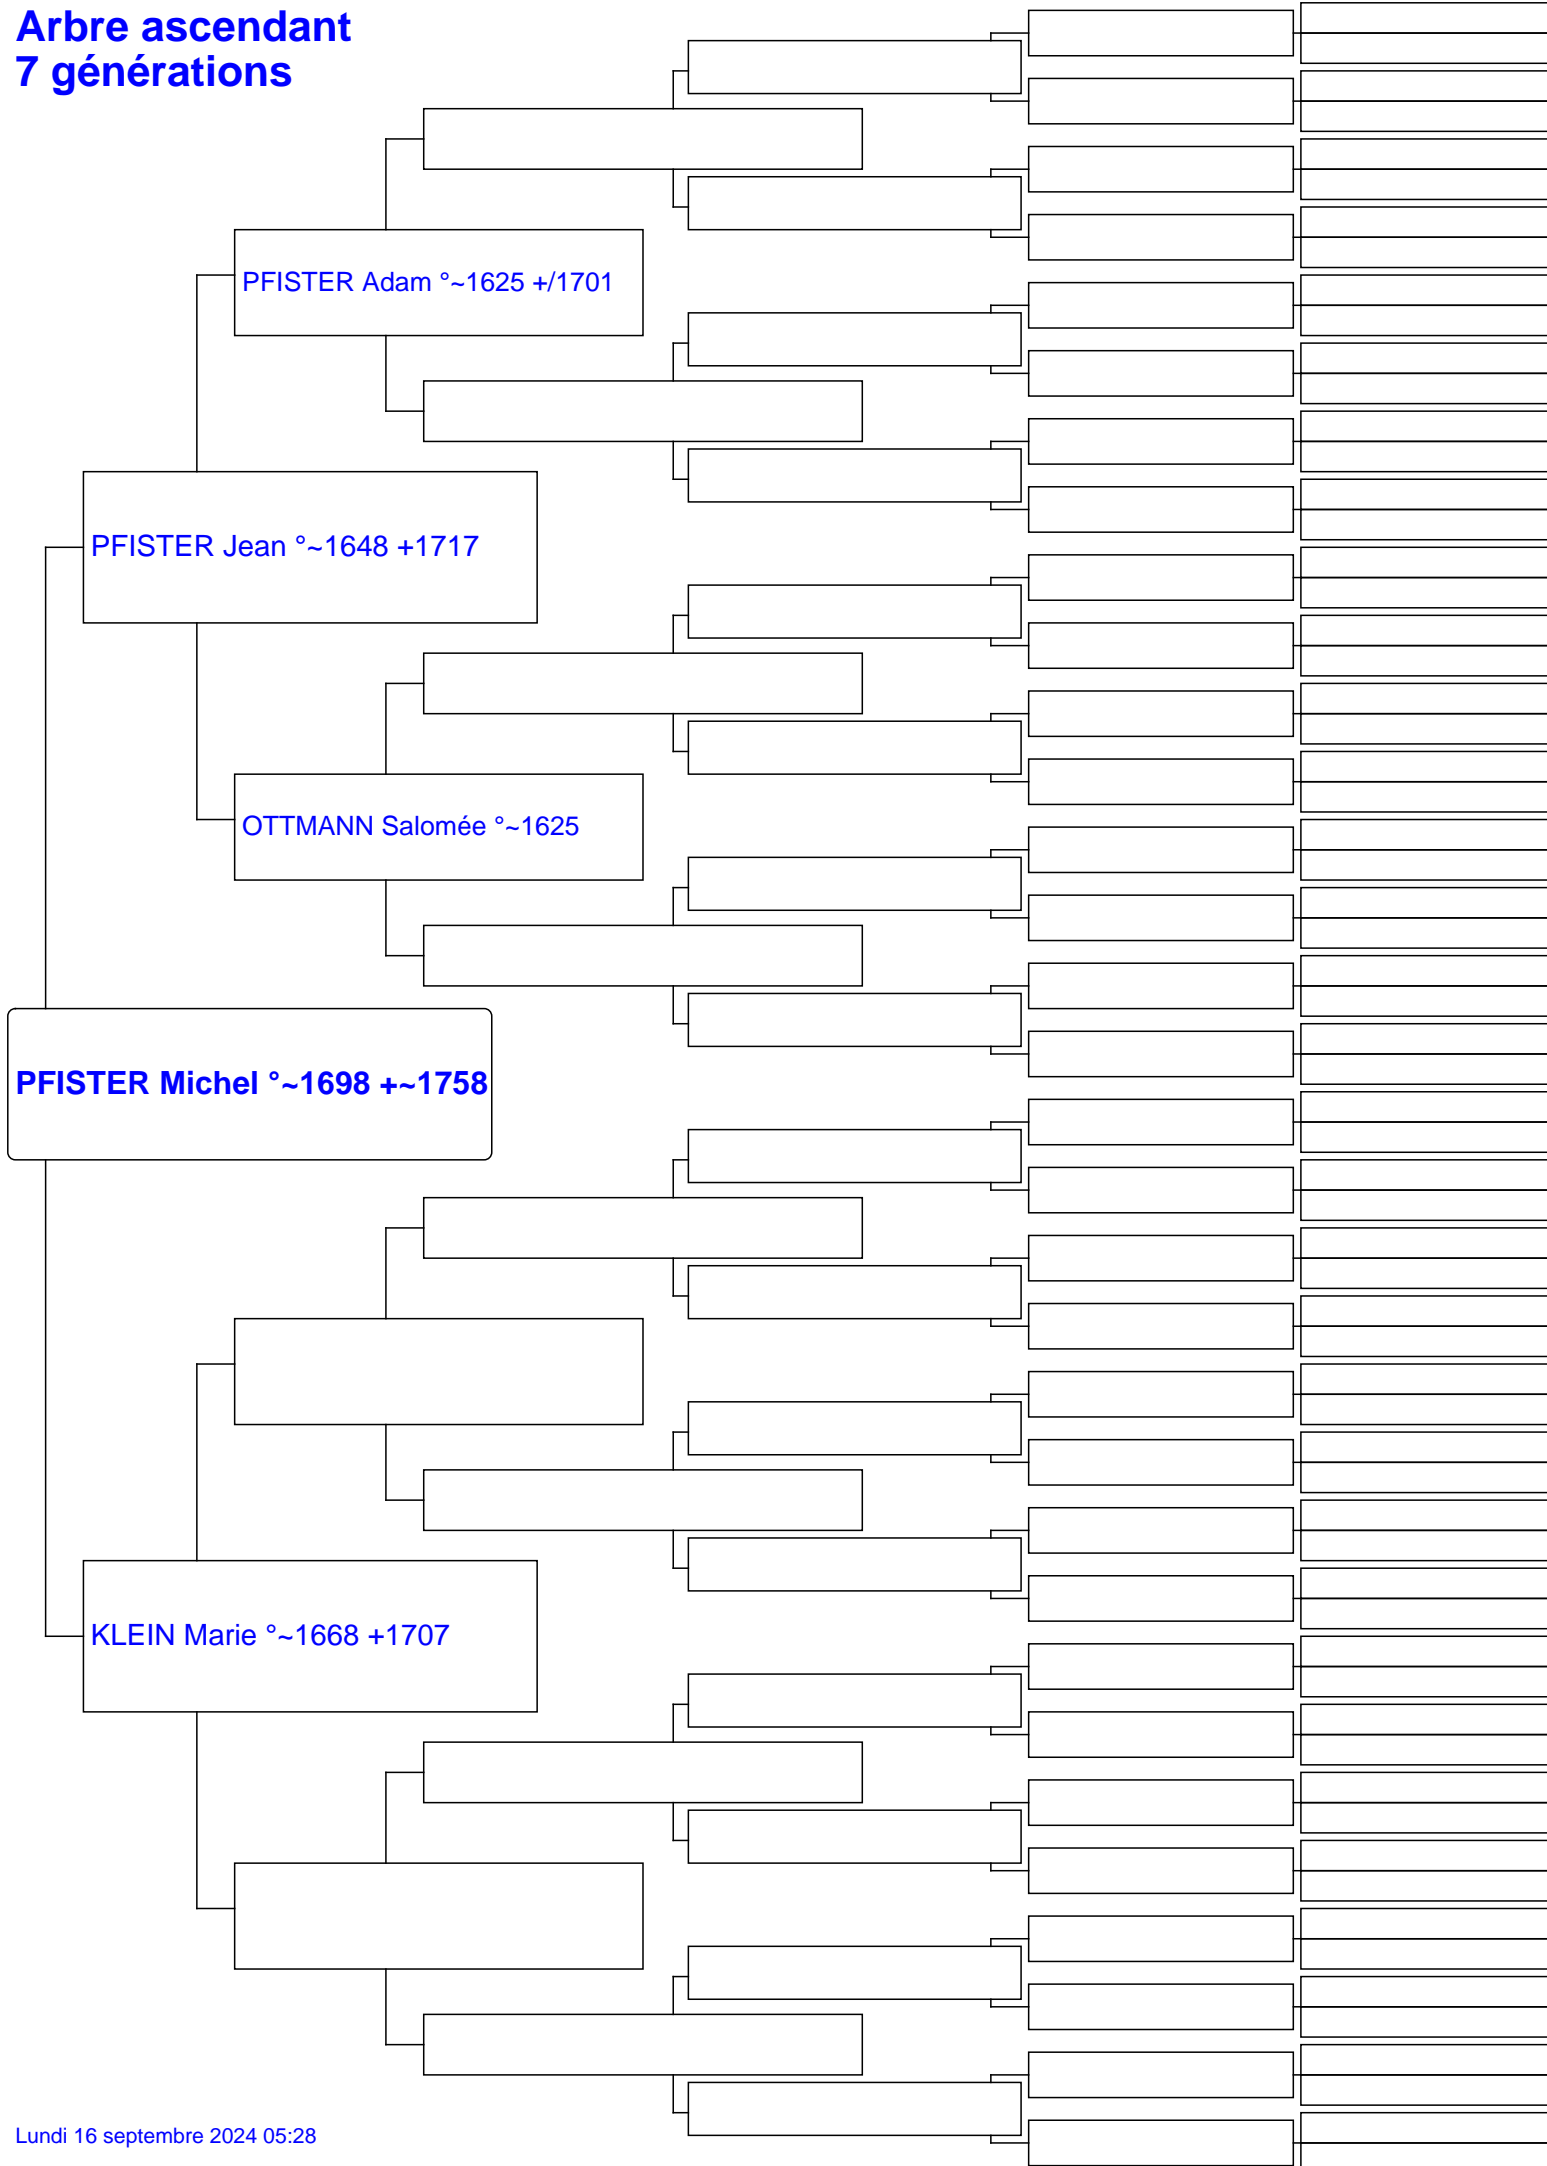 Arbre ascendant
7 générations
PFISTER Adam °~1625 +/1701
PFISTER Jean °~1648 +1717
OTTMANN Salomée °~1625
PFISTER Michel °~1698 +~1758
KLEIN Marie °~1668 +1707
Lundi 16 septembre 2024 05:28